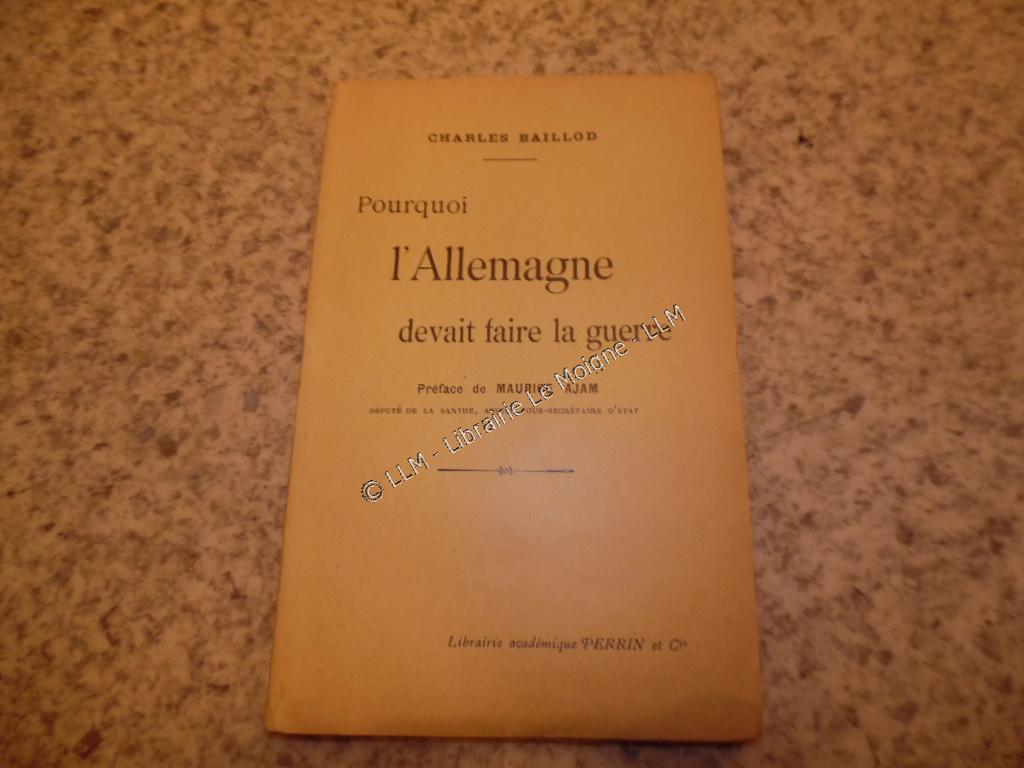 CHARLES BAILLOD
Pourquoi
l'Allemagne
devait faire la guerre
Préface de MAURICE AJAM
DÉPUTÉ DE LA SARTHE, SOUS-SECRÉTAIRE D'ETAT
© LLM - Librairie Le Moigne - LLM
Librairie académique PERRIN et Cie